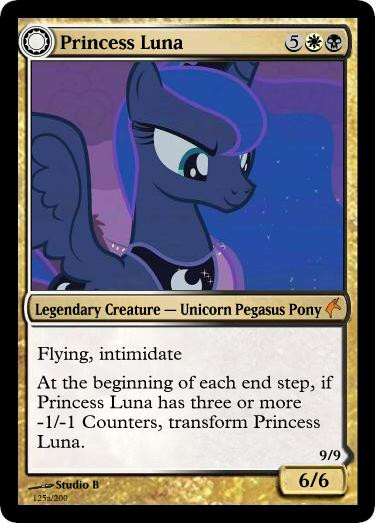 Princess Luna 5
Legendary Creature — Unicorn Pegasus Pony
Flying, intimidate
At the beginning of each end step, if
Princess Luna has three or more
-1/-1 Counters, transform Princess
Luna.
9/9
6/6
Studio B
125a/200